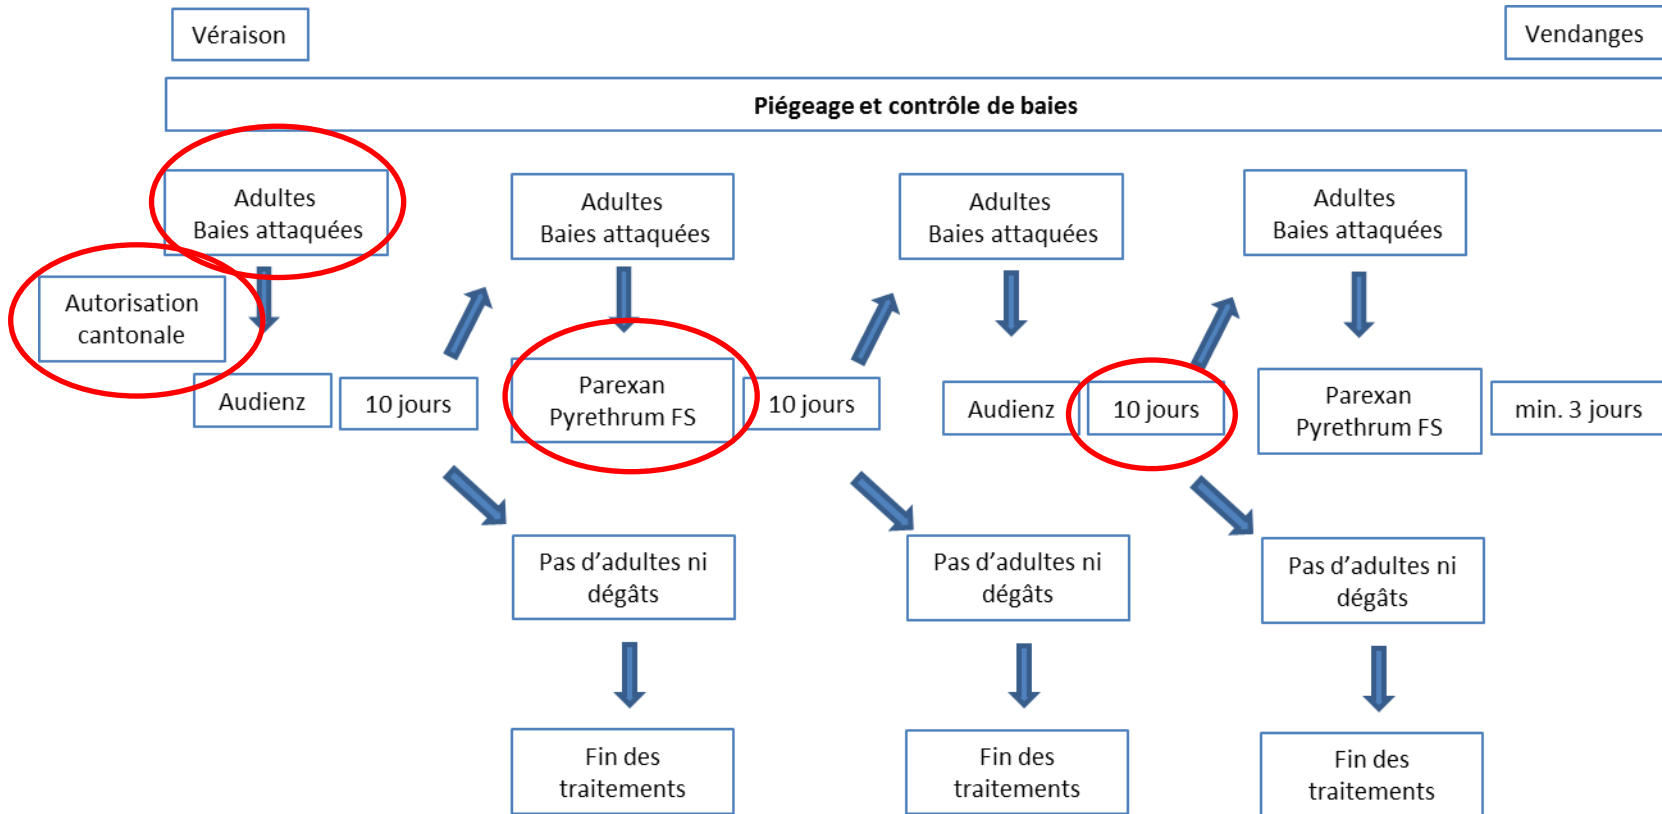 Véraison
Vendanges
Piégeage et contrôle de baies
Adultes
Baies attaquées
Adultes
Baies attaquées
Adultes
Baies attaquées
Adultes
Baies attaquées
Autorisation
cantonale
Audienz
10 jours
Parexan
Pyrethrum FS
10 jours
Audienz
10 jours
Parexan
Pyrethrum FS
min. 3 jours
Pas d’adultes ni
dégâts
Pas d’adultes ni
dégâts
Pas d’adultes ni
dégâts
Fin des
traitements
Fin des
traitements
Fin des
traitements